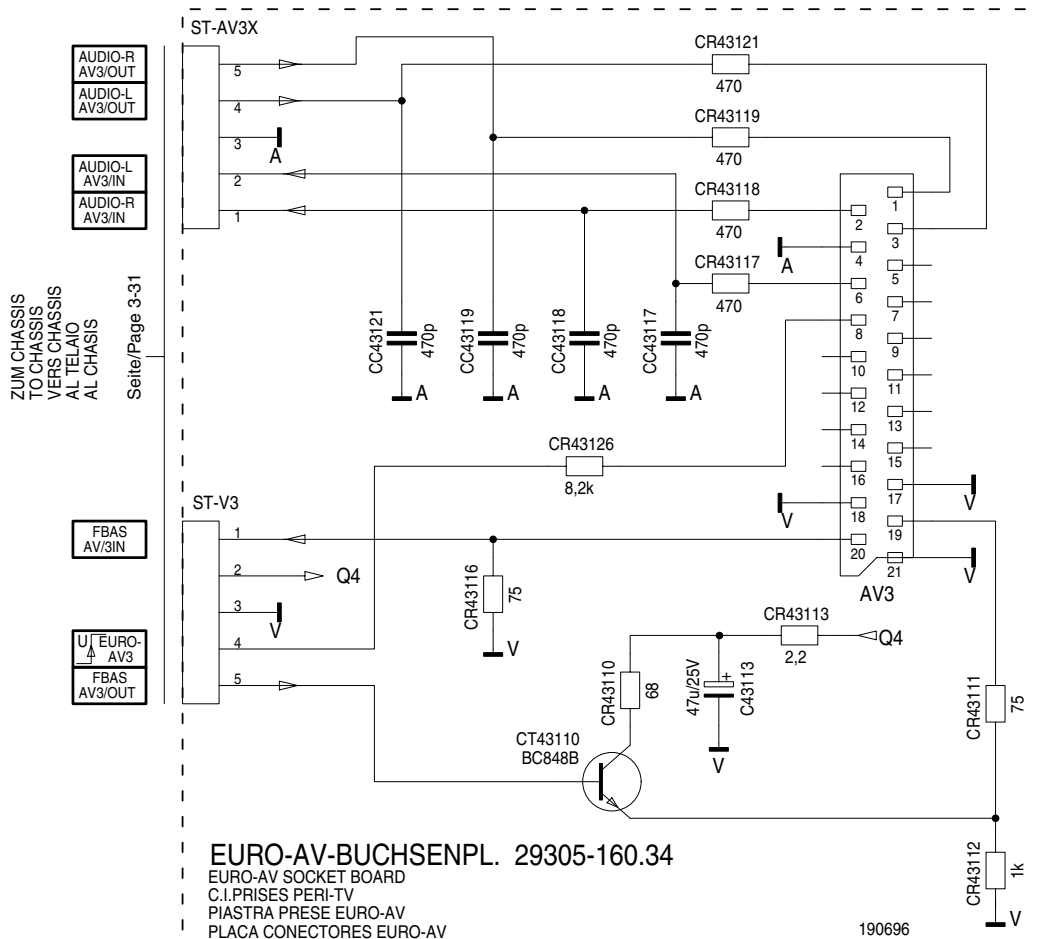 ST-AV3X
AUDIO-R
AV3/OUT
AUDIO-L
AV3/OUT
AUDIO-L
AV3/IN
AUDIO-R
AV3/IN
5
4
3
2
1
A
CR43121
470
CR43119
470
CR43118
470
CR43117
470
A
1
2
3
4
5
6
7
8
9
10
11
12
13
14
15
16
17
18
19
20
21
V
V
V
AV3
CC43121
470p
A
CC43119
470p
A
CC43118
470p
A
CC43117
470p
A
ZUM CHASSIS
TO CHASSIS
VERS CHASSIS
AL TELAIO
AL CHASIS
Seite/Page 3-31
CR43126
8,2k
ST-V3
FBAS
AV/3IN
U EURO-
AV3
FBAS
AV3/OUT
1
2
3
4
5
Q4
V
CR43116
75
V
CR43113
2,2
Q4
CR43110
68
47u/25V
+
C43113
V
CR43111
75
CT43110
BC848B
CR43112
1k
V
EURO-AV-BUCHSENPL. 29305-160.34
EURO-AV SOCKET BOARD
C.I.PRISES PERI-TV
PIASTRA PRESE EURO-AV
PLACA CONECTORES EURO-AV
190696